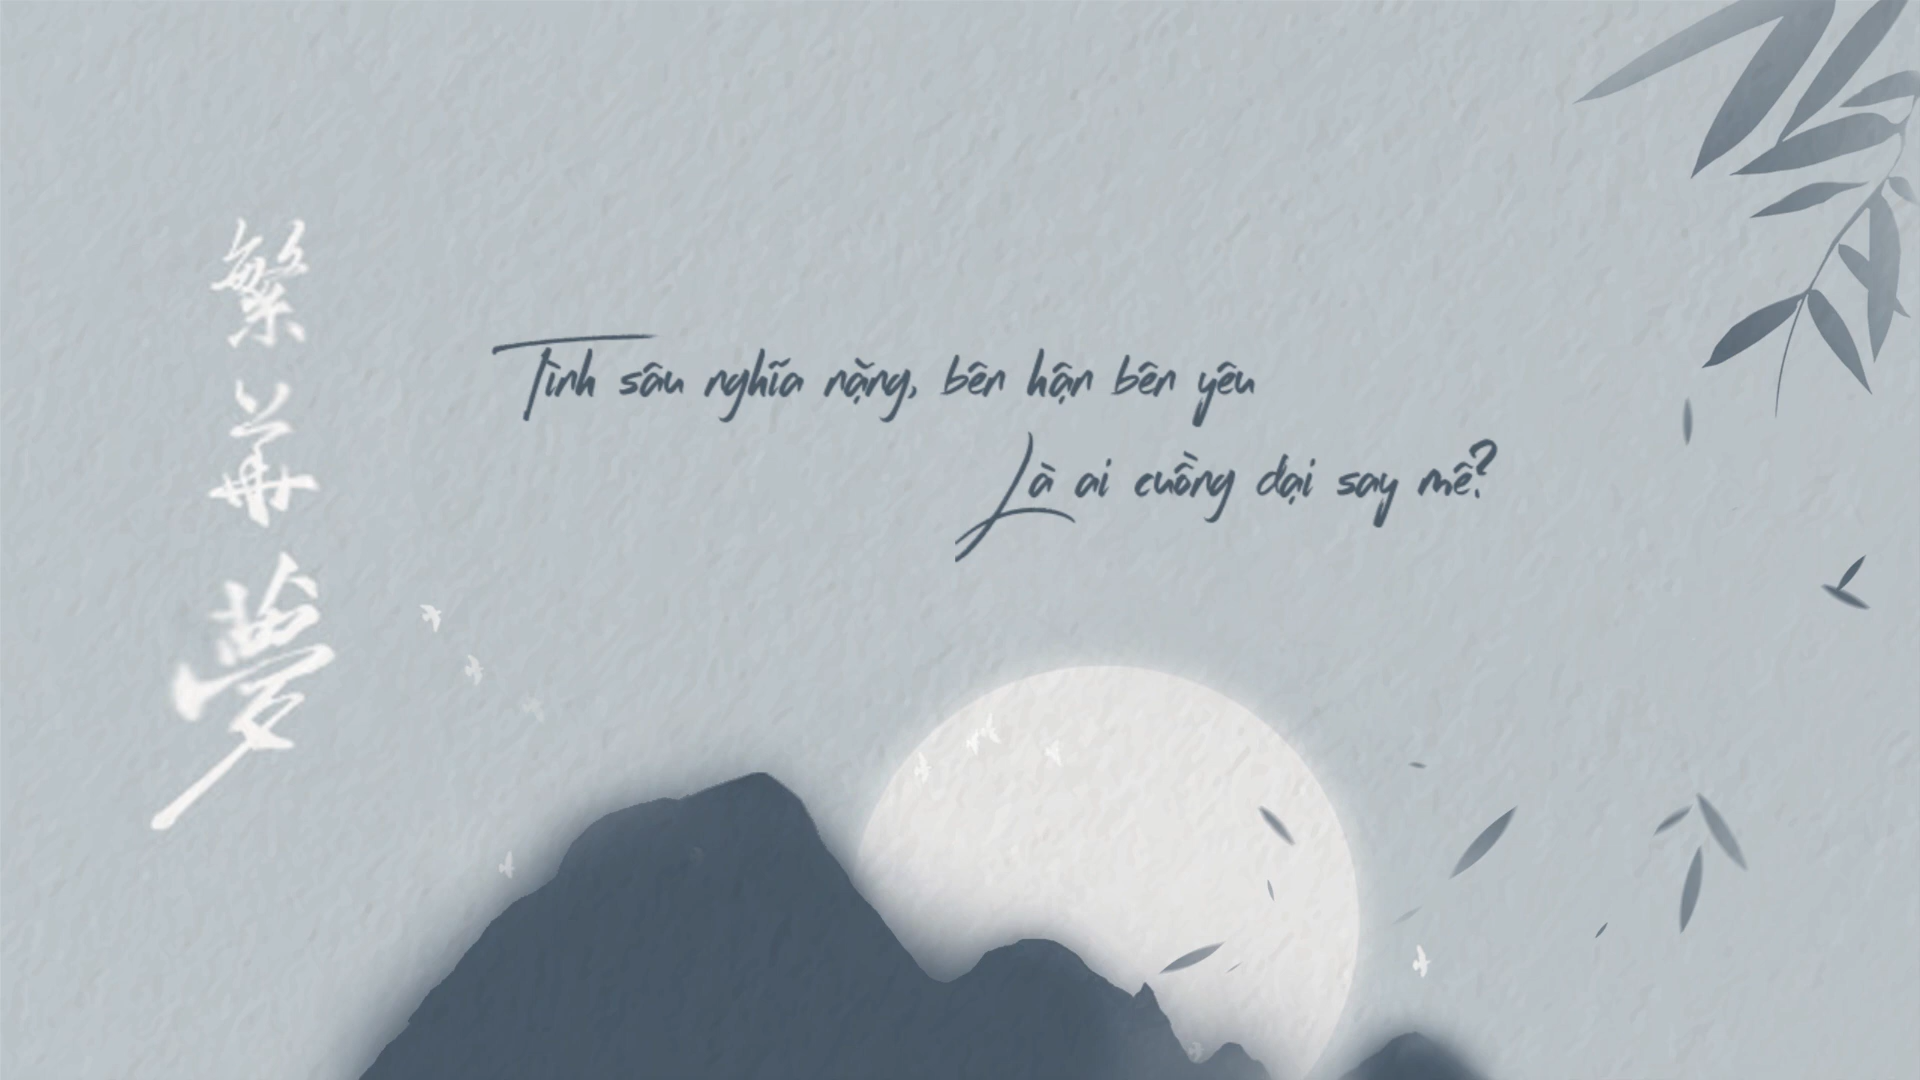 繁華夢
Tình sâu nghĩa nặng, bên hận bên yêu
Là ai cuồng dại say mê?